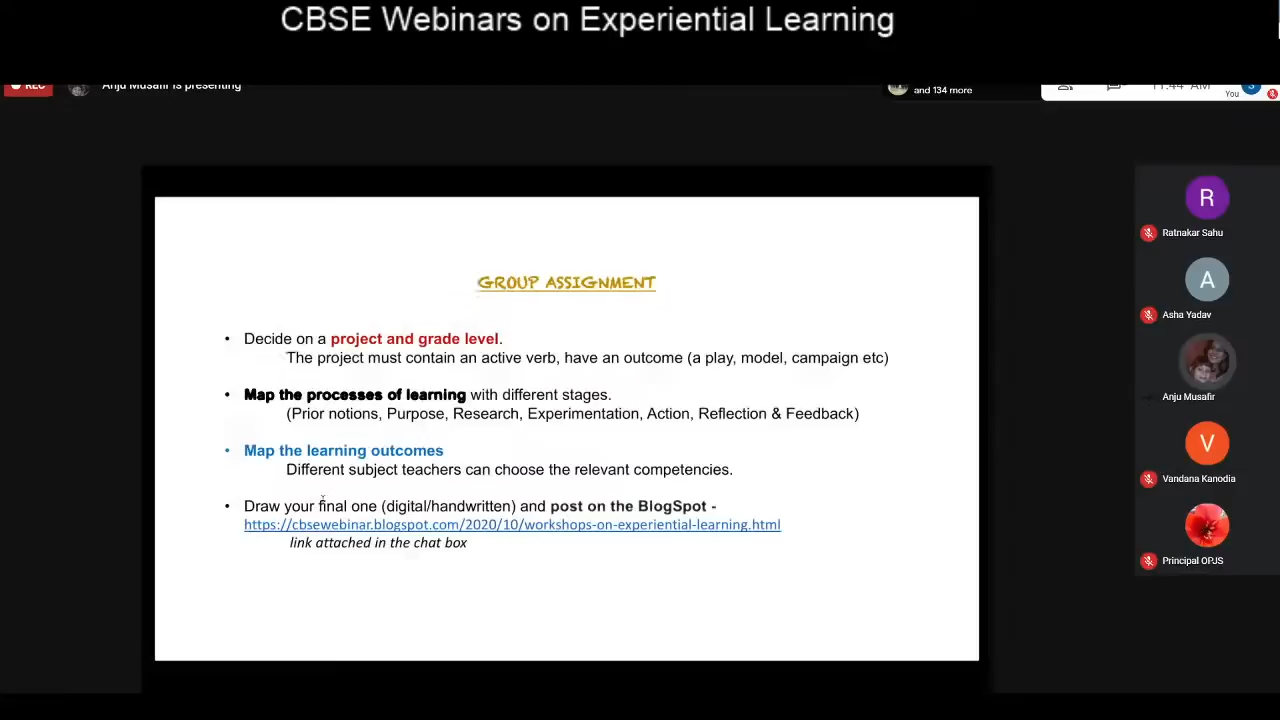 CBSE Webinars on Experiential Learning
REC
Anju Musafir is presenting
and 134 more
11:44 AM
You
S
R
Ratnakar Sahu
A
Asha Yadav
Anju Musafir
V
Vandana Kanodia
Principal OPJS
GROUP ASSIGNMENT
• Decide on a project and grade level.
The project must contain an active verb, have an outcome (a play, model, campaign etc)
• Map the processes of learning with different stages.
(Prior notions, Purpose, Research, Experimentation, Action, Reflection & Feedback)
• Map the learning outcomes
Different subject teachers can choose the relevant competencies.
• Draw your final one (digital/handwritten) and post on the BlogSpot -
https://cbsewebinar.blogspot.com/2020/10/workshops-on-experiential-learning.html
link attached in the chat box